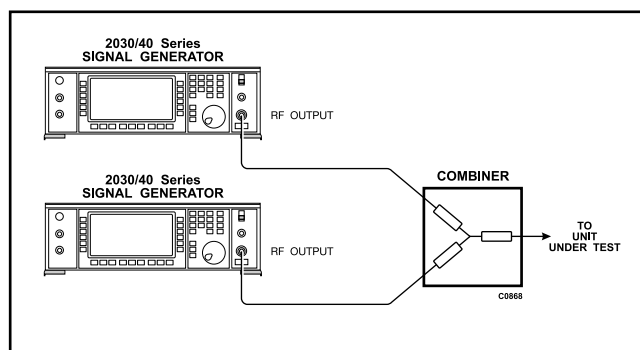 2030/40 Series
SIGNAL GENERATOR
RF OUTPUT
2030/40 Series
SIGNAL GENERATOR
RF OUTPUT
COMBINER
TO
UNIT
UNDER TEST
C0868